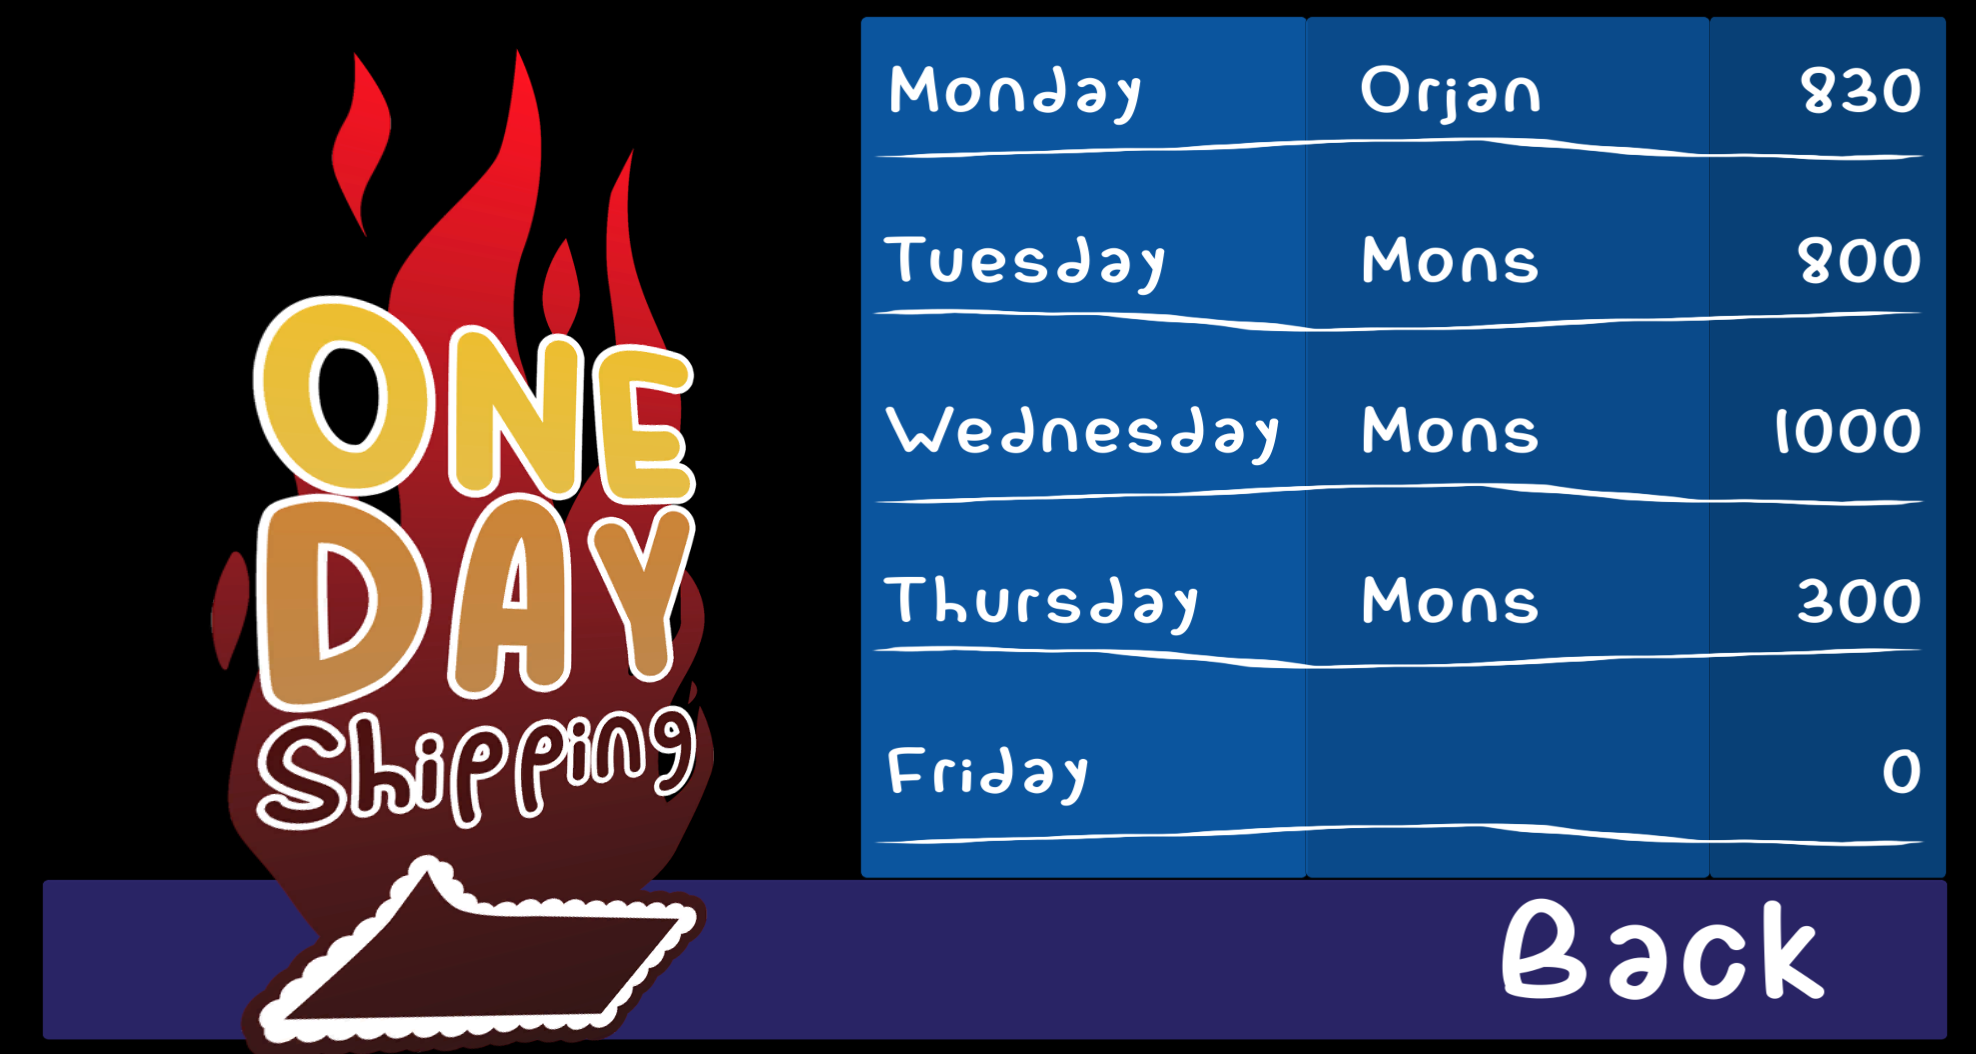 ONE
DAY
Shipping
Monday Orjan 830
Tuesday Mons 800
Wednesday Mons 1000
Thursday Mons 300
Friday 0
Back